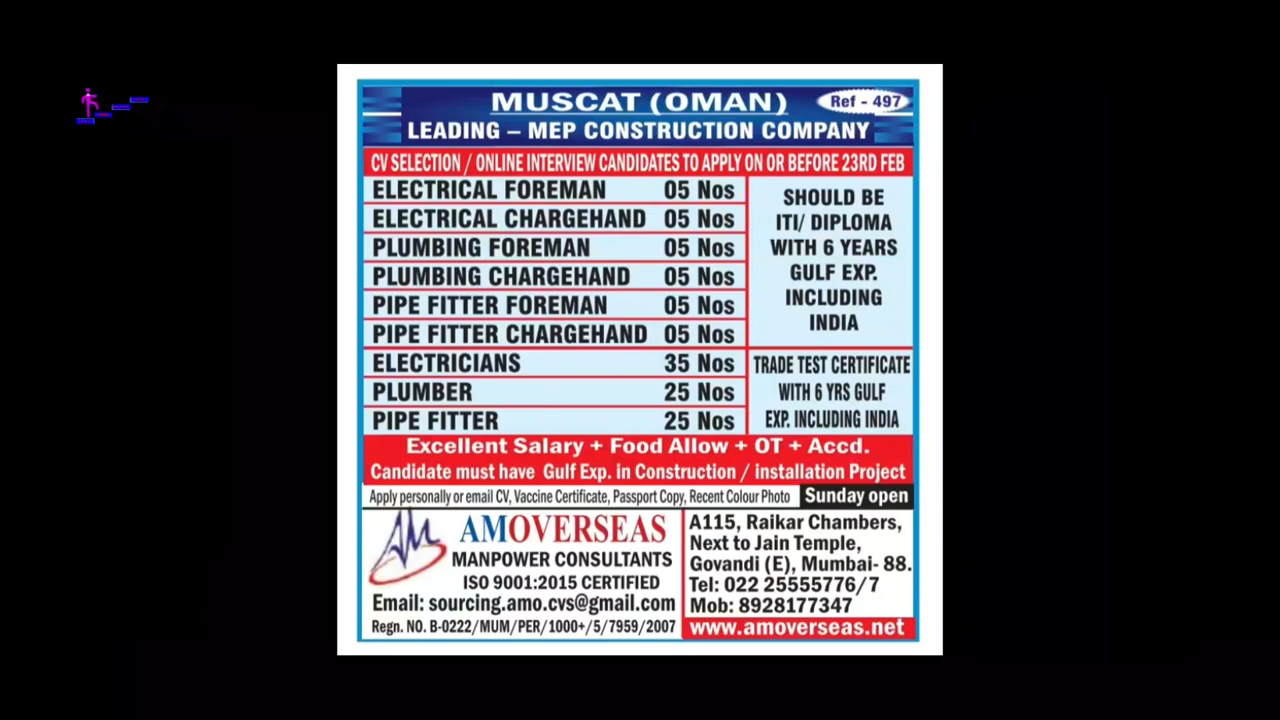 MUSCAT (OMAN)
Ref - 497
LEADING – MEP CONSTRUCTION COMPANY
CV SELECTION / ONLINE INTERVIEW CANDIDATES TO APPLY ON OR BEFORE 23RD FEB
ELECTRICAL FOREMAN 05 Nos
ELECTRICAL CHARGEHAND 05 Nos
PLUMBING FOREMAN 05 Nos
PLUMBING CHARGEHAND 05 Nos
PIPE FITTER FOREMAN 05 Nos
PIPE FITTER CHARGEHAND 05 Nos
SHOULD BE
ITI/ DIPLOMA
WITH 6 YEARS
GULF EXP.
INCLUDING
INDIA
ELECTRICIANS 35 Nos
PLUMBER 25 Nos
PIPE FITTER 25 Nos
TRADE TEST CERTIFICATE
WITH 6 YRS GULF
EXP. INCLUDING INDIA
Excellent Salary + Food Allow + OT + Accd.
Candidate must have Gulf Exp. in Construction / installation Project
Apply personally or email CV, Vaccine Certificate, Passport Copy, Recent Colour Photo
Sunday open
AM
AMOVERSEAS
MANPOWER CONSULTANTS
ISO 9001:2015 CERTIFIED
Email: sourcing.amo.cvs@gmail.com
Regn. NO. B-0222/MUM/PER/1000+/5/7959/2007
A115, Raikar Chambers,
Next to Jain Temple,
Govandi (E), Mumbai- 88.
Tel: 022 25555776/7
Mob: 8928177347
www.amoverseas.net